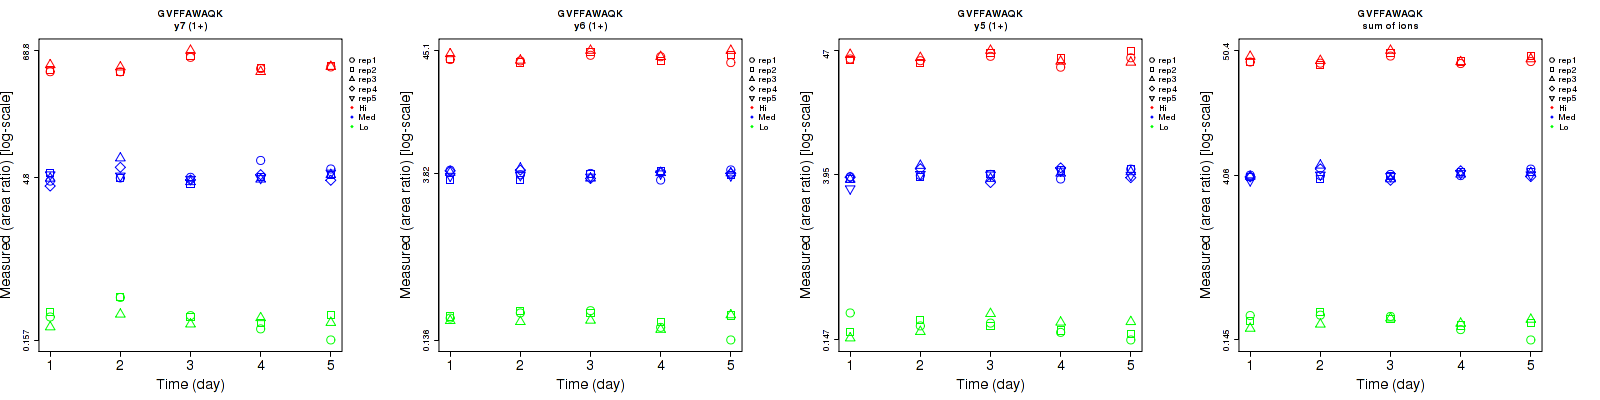 GVFFAWAQK
y7 (1+)
Measured (area ratio) [log-scale]
68.8
4.8
0.157
1 2 3 4 5
Time (day)
rep1
rep2
rep3
rep4
rep5
Hi
Med
Lo
GVFFAWAQK
y6 (1+)
Measured (area ratio) [log-scale]
45.1
3.82
0.136
1 2 3 4 5
Time (day)
rep1
rep2
rep3
rep4
rep5
Hi
Med
Lo
GVFFAWAQK
y5 (1+)
Measured (area ratio) [log-scale]
47
3.95
0.147
1 2 3 4 5
Time (day)
rep1
rep2
rep3
rep4
rep5
Hi
Med
Lo
GVFFAWAQK
sum of ions
Measured (area ratio) [log-scale]
50.4
4.06
0.145
1 2 3 4 5
Time (day)
rep1
rep2
rep3
rep4
rep5
Hi
Med
Lo